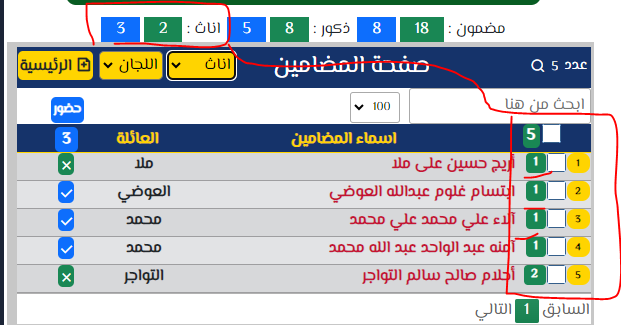 مضمون : 18 8 ذكور : 8 5 اناث : 2 3
عدد 5 صفحة المضامين اناث اللجان الرئيسية
ابحث من هنا 100 حضور
5 اسماء المضامين العائلة 3
1 1 أريج حسين على ملا ملا
2 1 ابتسام غلوم عبدالله العوضي العوضي
3 1 آلاء علي محمد علي محمد محمد
4 1 آمنه عبد الواحد عبد الله محمد محمد
5 2 أحلام صالح سالم التواجر التواجر
السابق 1 التالي